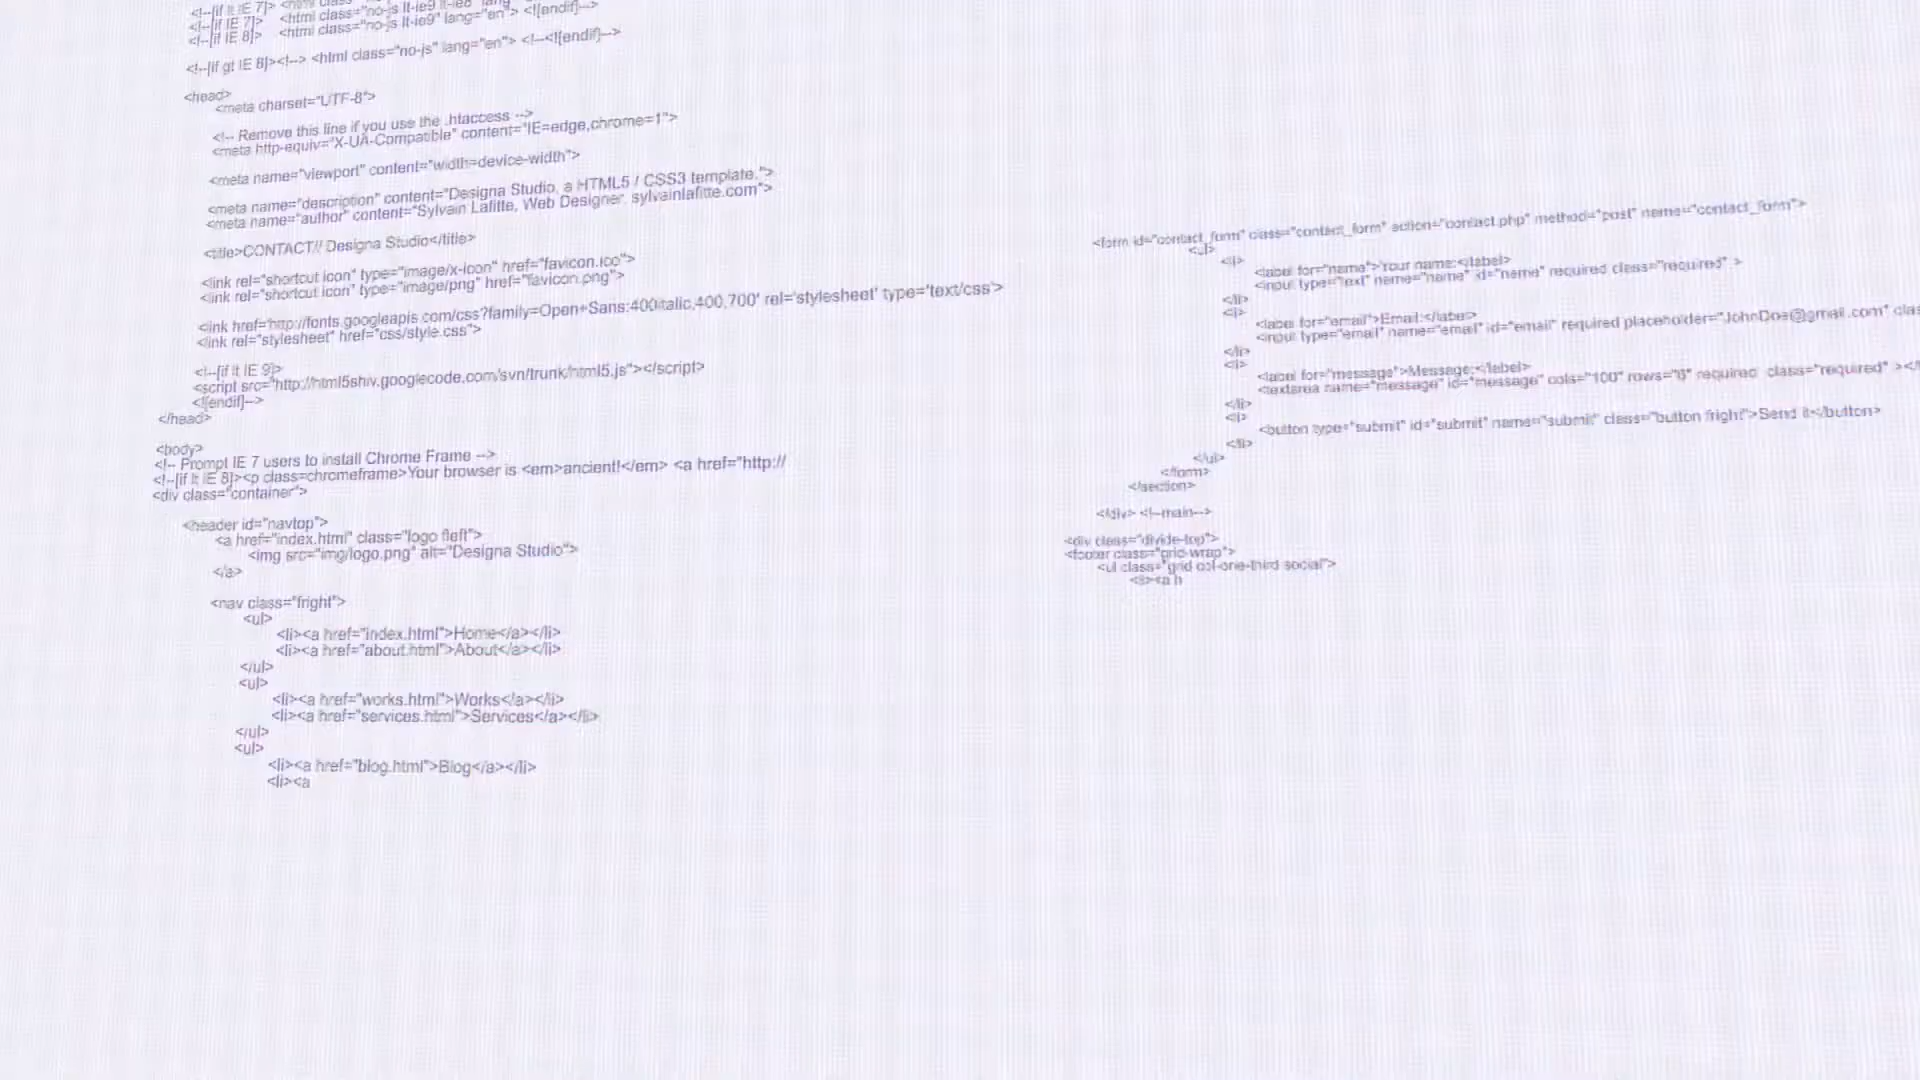 <!--[if lt IE 7]> <html class="no-js lt-ie9 lt-ie8
<!--[if IE 7]> <html class="no-js lt-ie9 lt-ie8" lang=
<!--[if IE 8]> <html class="no-js lt-ie9" lang="en"> <![endif]-->
<!--[if gt IE 8]><!--> <html class="no-js" lang="en"> <!--<![endif]-->
<head>
<meta charset="UTF-8">
<!-- Remove this line if you use the .htaccess -->
<meta http-equiv="X-UA-Compatible" content="IE=edge,chrome=1">
<meta name="viewport" content="width=device-width">
<meta name="description" content="Designa Studio, a HTML5 / CSS3 template.">
<meta name="author" content="Sylvain Lafitte, Web Designer, sylvainlafitte.com">
<title>CONTACT// Designa Studio</title>
<link rel="shortcut icon" type="image/x-icon" href="favicon.ico">
<link rel="shortcut icon" type="image/png" href="favicon.png">
<link href='http://fonts.googleapis.com/css?family=Open+Sans:400italic,400,700' rel='stylesheet' type='text/css'>
<link rel="stylesheet" href="css/style.css">
<!--[if lt IE 9]>
<script src="http://html5shiv.googlecode.com/svn/trunk/html5.js"></script>
<![endif]-->
</head>
<body>
<!-- Prompt IE 7 users to install Chrome Frame -->
<!--[if lt IE 8]><p class=chromeframe>Your browser is <em>ancient!</em> <a href="http://
<div class="container">
<header id="navtop">
<a href="index.html" class="logo fleft">
<img src="img/logo.png" alt="Designa Studio">
</a>
<nav class="fright">
<ul>
<li><a href="index.html">Home</a></li>
<li><a href="about.html">About</a></li>
</ul>
<ul>
<li><a href="works.html">Works</a></li>
<li><a href="services.html">Services</a></li>
</ul>
<ul>
<li><a href="blog.html">Blog</a></li>
<li><a
<form id="contact_form" class="contact_form" action="contact.php" method="post" name="contact_form">
<ul>
<li>
<label for="name">Your name:</label>
<input type="text" name="name" id="name" required class="required" >
</li>
<li>
<label for="email">Email:</label>
<input type="email" name="email" id="email" required placeholder="JohnDoe@gmail.com" clas
</li>
<li>
<label for="message">Message:</label>
<textarea name="message" id="message" cols="100" rows="6" required class="required" ></
</li>
<li>
<button type="submit" id="submit" name="submit" class="button fright">Send it</button>
</li>
</ul>
</form>
</section>
</div> <!--main-->
<div class="divide-top">
<footer class="grid-wrap">
<ul class="grid col-one-third social">
<li><a h